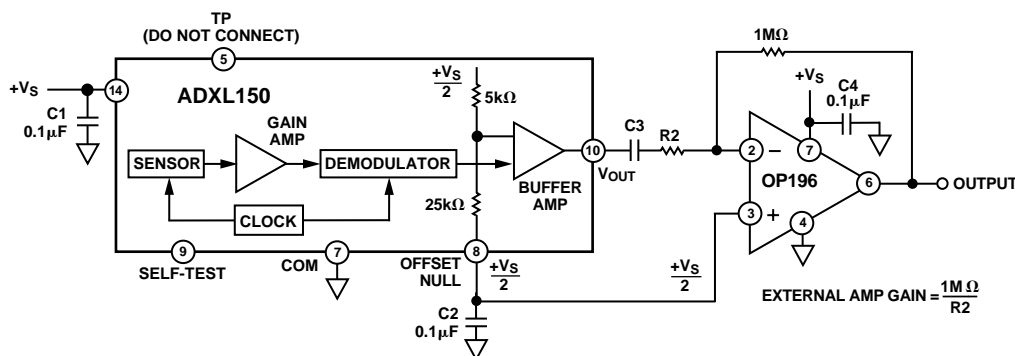 TP
(DO NOT CONNECT)
5
+VS
14
C1
0.1µF
ADXL150
GAIN
AMP
SENSOR
DEMODULATOR
CLOCK
+VS
2
5kΩ
25kΩ
BUFFER
AMP
10
VOUT
9
SELF-TEST
COM
7
OFFSET
NULL
8
+VS
2
C2
0.1µF
C3
R2
1MΩ
+VS
C4
0.1µF
2
−
7
OP196
3
+
4
6
OUTPUT
+VS
2
EXTERNAL AMP GAIN = 1MΩ
R2